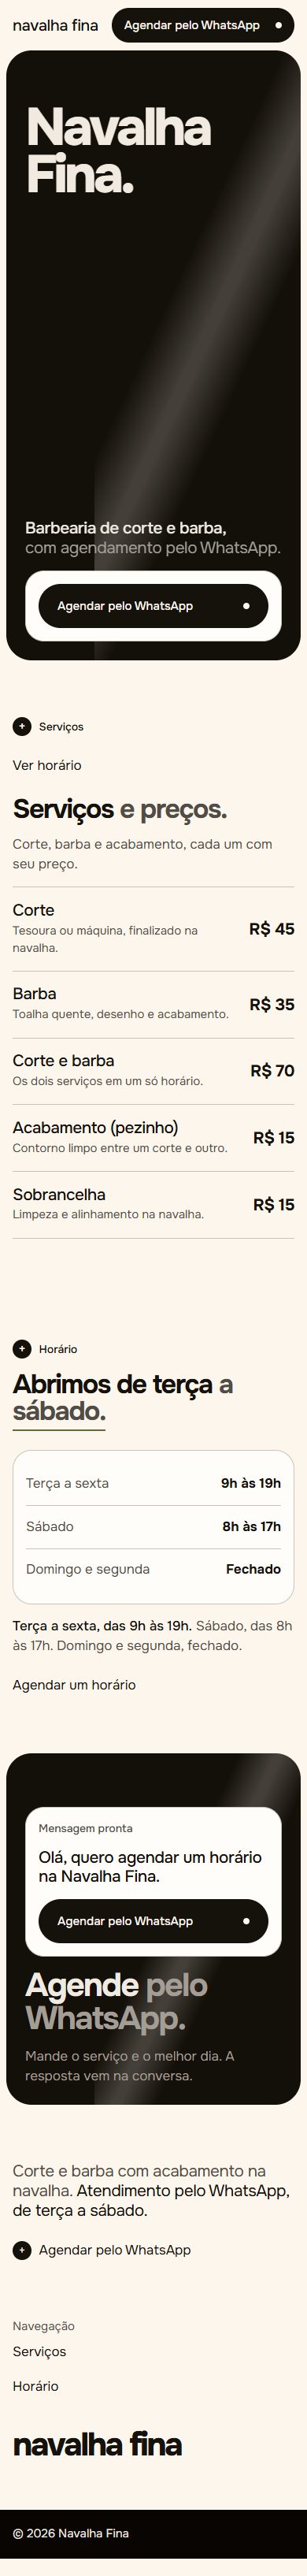 navalha fina
Agendar pelo WhatsApp
Navalha
Fina.
Barbearia de corte e barba,
com agendamento pelo WhatsApp.
Agendar pelo WhatsApp
+ Serviços
Ver horário
Serviços e preços.
Corte, barba e acabamento, cada um com
seu preço.
Corte
Tesoura ou máquina, finalizado na
navalha.
R$ 45
Barba
Toalha quente, desenho e acabamento.
R$ 35
Corte e barba
Os dois serviços em um só horário.
R$ 70
Acabamento (pezinho)
Contorno limpo entre um corte e outro.
R$ 15
Sobrancelha
Limpeza e alinhamento na navalha.
R$ 15
+ Horário
Abrimos de terça a
sábado.
Terça a sexta 9h às 19h
Sábado 8h às 17h
Domingo e segunda Fechado
Terça a sexta, das 9h às 19h. Sábado, das 8h
às 17h. Domingo e segunda, fechado.
Agendar um horário
Mensagem pronta
Olá, quero agendar um horário
na Navalha Fina.
Agendar pelo WhatsApp
Agende pelo
WhatsApp.
Mande o serviço e o melhor dia. A
resposta vem na conversa.
Corte e barba com acabamento na
navalha. Atendimento pelo WhatsApp,
de terça a sábado.
+ Agendar pelo WhatsApp
Navegação
Serviços
Horário
navalha fina
© 2026 Navalha Fina